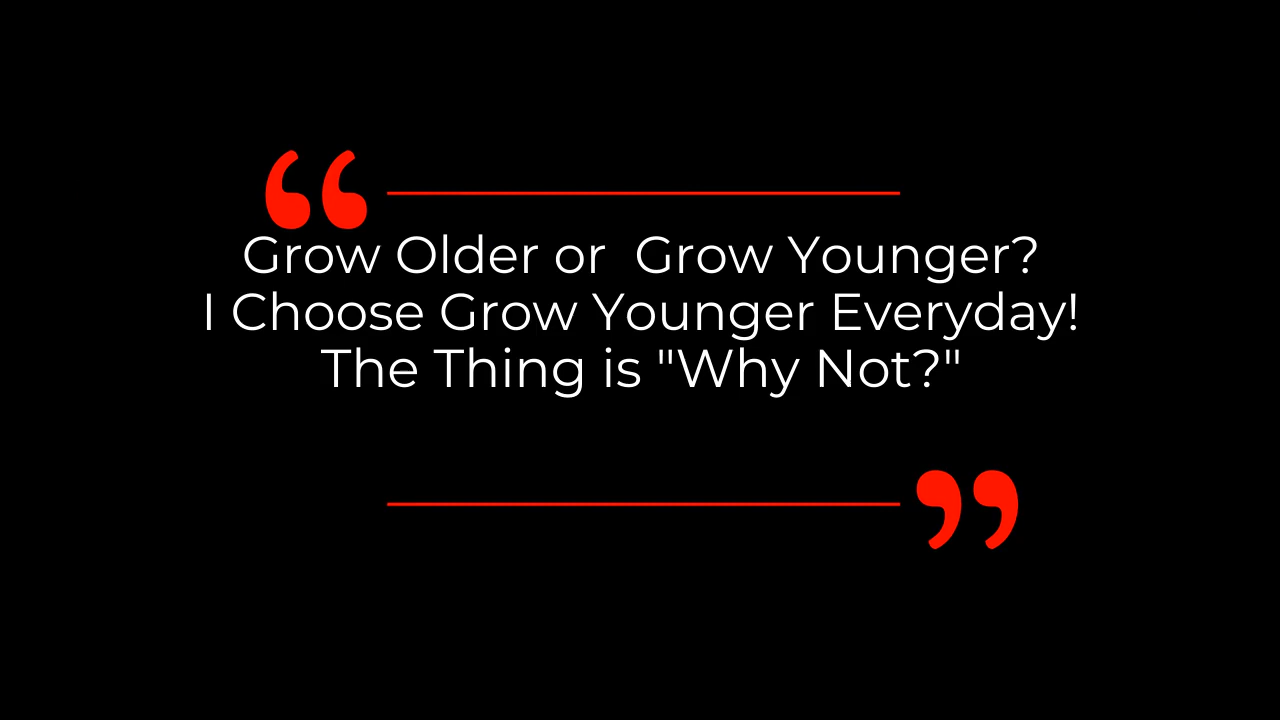 “
Grow Older or  Grow Younger?
I Choose Grow Younger Everyday!
The Thing is "Why Not?"
”